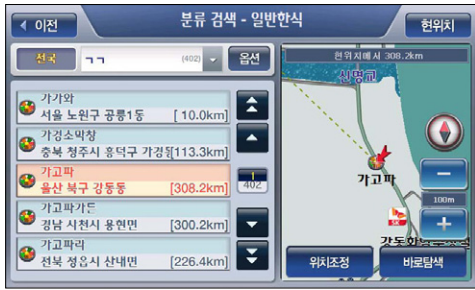 이전
분류 검색 - 일반한식
현위치
전국
ㄱㄱ
(402)
옵션
가가와
서울 노원구 공릉1동 [ 10.0km]
가경소막창
충북 청주시 흥덕구 가경동[113.3km]
가고파
울산 북구 강동동 [308.2km]
가고파가든
경남 사천시 용현면 [300.2km]
가고파리
전북 정읍시 산내면 [226.4km]
402
현위치에서 308.2km
신명교
가고파
SK
100m
위치조정
바로탐색